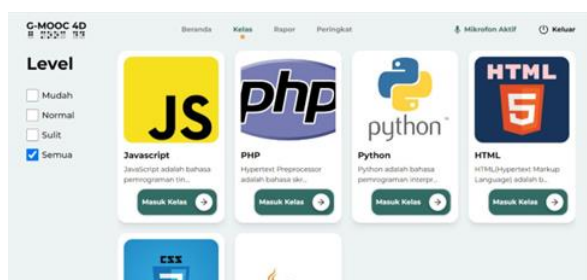 G-MOOC 4D
Beranda
Kelas
Rapor
Peringkat
Mikrofon Aktif
Keluar
Level
Mudah
Normal
Sulit
Semua
JS
Javascript
JavaScript adalah bahasa
pemrograman tin...
Masuk Kelas
php
PHP
Hypertext Preprocessor
adalah bahasa skr...
Masuk Kelas
python
Python
Python adalah bahasa
pemrograman interpr...
Masuk Kelas
HTML
5
HTML
HTML(Hypertext Markup
Language) adalah b...
Masuk Kelas
CSS